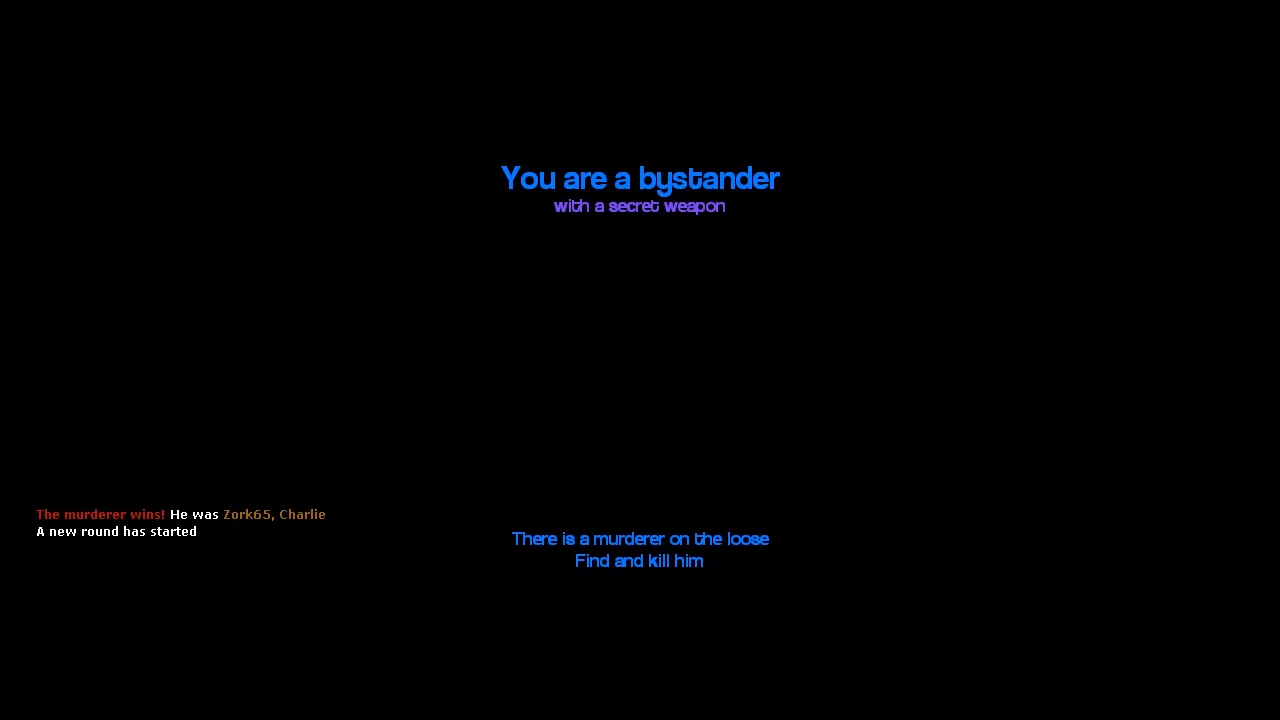 You are a bystander
with a secret weapon
The murderer wins! He was Zork65, Charlie
A new round has started
There is a murderer on the loose
Find and kill him